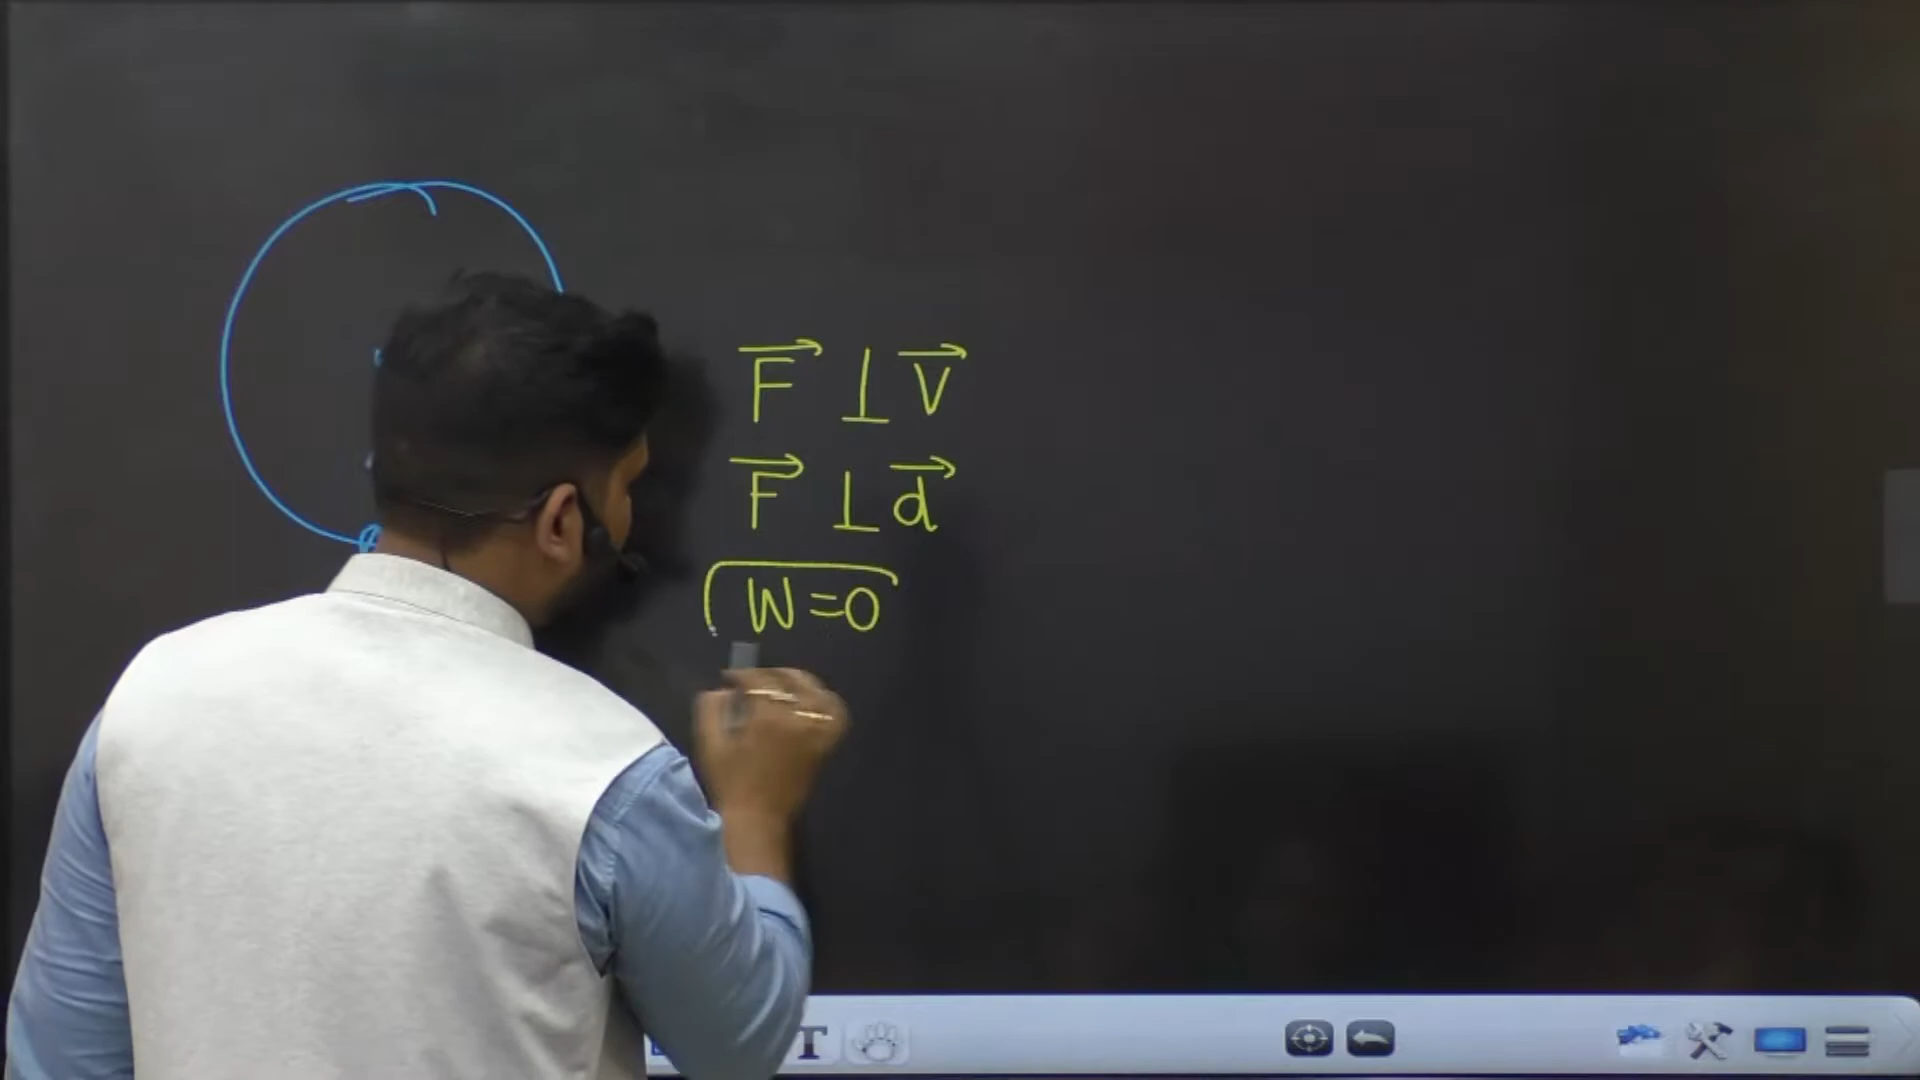 F⃗ ⊥ V⃗
F⃗ ⊥ d⃗
W=0
T